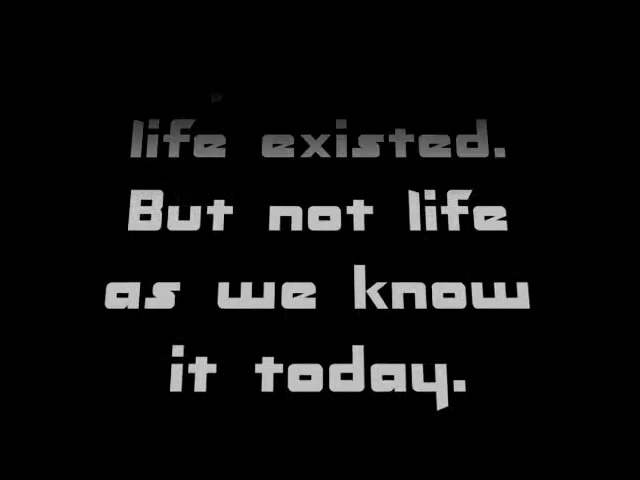 life existed.
But not life
as we know
it today.